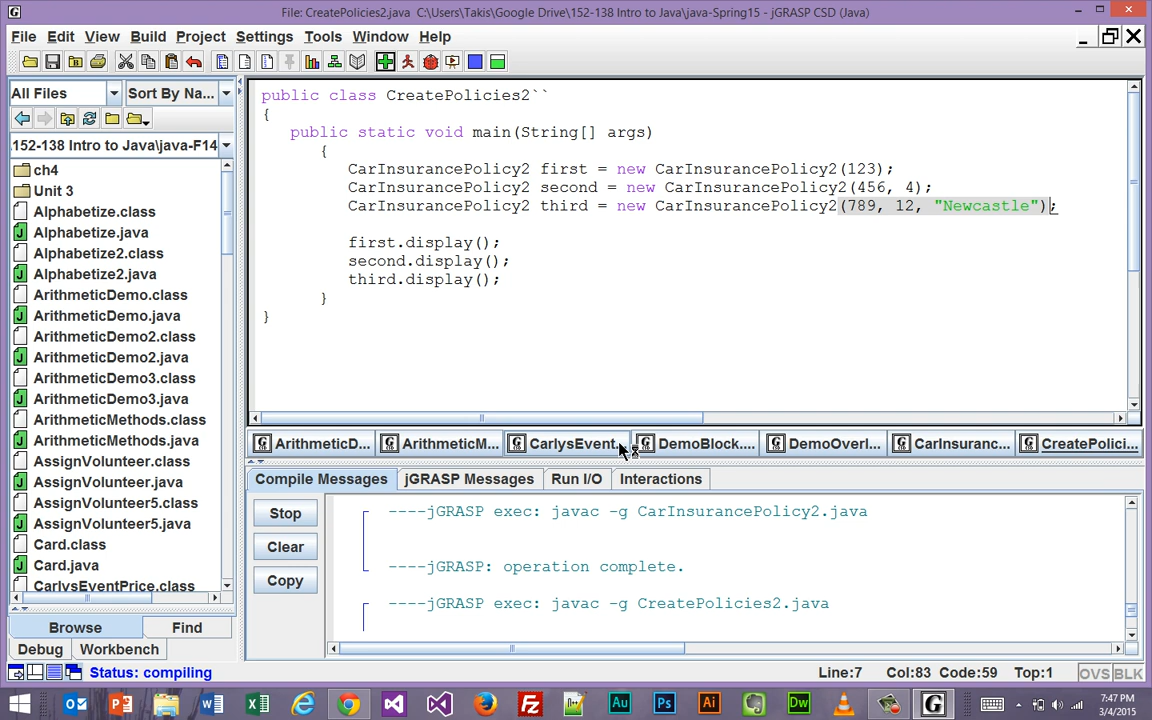 File: CreatePolicies2.java  C:\Users\Takis\Google Drive\152-138 Intro to Java\java-Spring15 - jGRASP CSD (Java)
File Edit View Build Project Settings Tools Window Help
All Files Sort By Na...
.152-138 Intro to Java\java-F14
ch4
Unit 3
Alphabetize.class
Alphabetize.java
Alphabetize2.class
Alphabetize2.java
ArithmeticDemo.class
ArithmeticDemo.java
ArithmeticDemo2.class
ArithmeticDemo2.java
ArithmeticDemo3.class
ArithmeticDemo3.java
ArithmeticMethods.class
ArithmeticMethods.java
AssignVolunteer.class
AssignVolunteer.java
AssignVolunteer5.class
AssignVolunteer5.java
Card.class
Card.java
CarlysEventPrice.class
Browse Find
Debug Workbench
public class CreatePolicies2``
{
public static void main(String[] args)
{
CarInsurancePolicy2 first = new CarInsurancePolicy2(123);
CarInsurancePolicy2 second = new CarInsurancePolicy2(456, 4);
CarInsurancePolicy2 third = new CarInsurancePolicy2(789, 12, "Newcastle");
first.display();
second.display();
third.display();
}
}
ArithmeticD... ArithmeticM... CarlysEvent. DemoBlock.... DemoOverl... CarInsuranc... CreatePolici...
Compile Messages jGRASP Messages Run I/O Interactions
Stop
Clear
Copy
----jGRASP exec: javac -g CarInsurancePolicy2.java
----jGRASP: operation complete.
----jGRASP exec: javac -g CreatePolicies2.java
Status: compiling Line:7 Col:83 Code:59 Top:1 OVS BLK
7:47 PM
3/4/2015